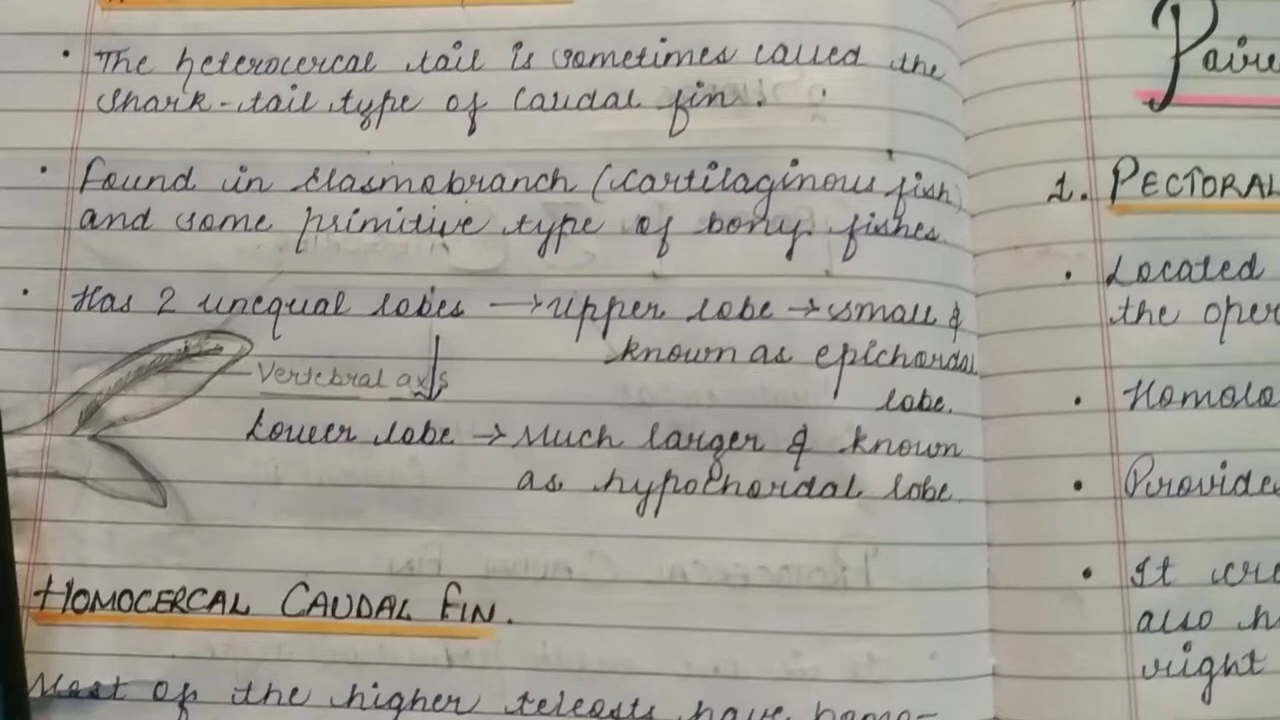 • The heterocercal tail is sometimes called the
shark-tail type of caudal fin.
• Found in Elasmobranch (cartilaginous fish)
and some primitive type of bony fishes.
• Has 2 unequal lobes → upper lobe → small &
known as epichordal
lobe.
Vertebral axis
↓
Lower lobe → Much larger & known
as hypochordal lobe.
HOMOCERCAL CAUDAL FIN.
Most of the higher teleosts have homo-
Paire
1. PECTORAL
• Located
the oper
• Homolo
• Provide
• It
also h
right